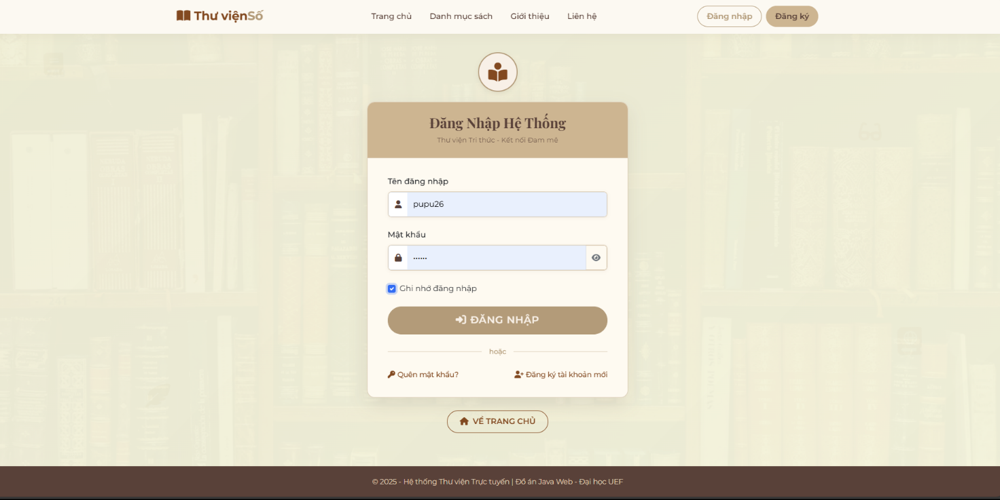 Thư việnSố
Trang chủ Danh mục sách Giới thiệu Liên hệ
Đăng nhập Đăng ký
Đăng Nhập Hệ Thống
Thư viện Tri thức - Kết nối Đam mê
Tên đăng nhập
pupu26
Mật khẩu
••••••
Ghi nhớ đăng nhập
ĐĂNG NHẬP
hoặc
Quên mật khẩu? Đăng ký tài khoản mới
VỀ TRANG CHỦ
© 2025 - Hệ thống Thư viện Trực tuyến | Đồ án Java Web - Đại học UEF